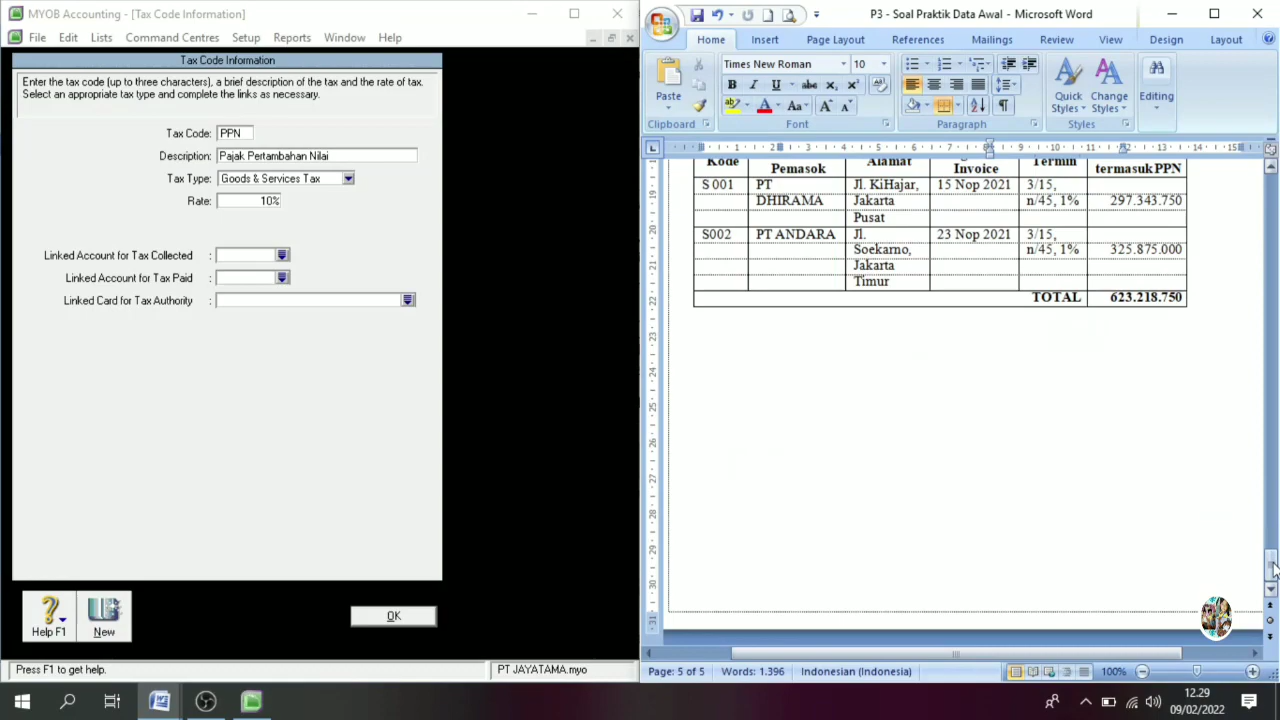 MYOB Accounting - [Tax Code Information]
File Edit Lists Command Centres Setup Reports Window Help
Tax Code Information
Enter the tax code (up to three characters), a brief description of the tax and the rate of tax.
Select an appropriate tax type and complete the links as necessary.
Tax Code: PPN
Description: Pajak Pertambahan Nilai
Tax Type: Goods & Services Tax
Rate: 10%
Linked Account for Tax Collected :
Linked Account for Tax Paid :
Linked Card for Tax Authority :
Help F1
New
OK
Press F1 to get help.
PT JAYATAMA.myo
P3 - Soal Praktik Data Awal - Microsoft Word
Home Insert Page Layout References Mailings Review View Design Layout
Times New Roman 10
Paste
Quick Styles
Change Styles
Editing
Clipboard Font Paragraph Styles
Kode Pemasok Alamat Invoice Termin termasuk PPN
S 001 PT Jl. KiHajar, 15 Nop 2021 3/15,
DHIRAMA Jakarta n/45, 1% 297.343.750
Pusat
S002 PT ANDARA Jl. 23 Nop 2021 3/15,
Soekarno, n/45, 1% 325.875.000
Jakarta
Timur
TOTAL 623.218.750
Page: 5 of 5 Words: 1.396 Indonesian (Indonesia) 100%
12.29
09/02/2022